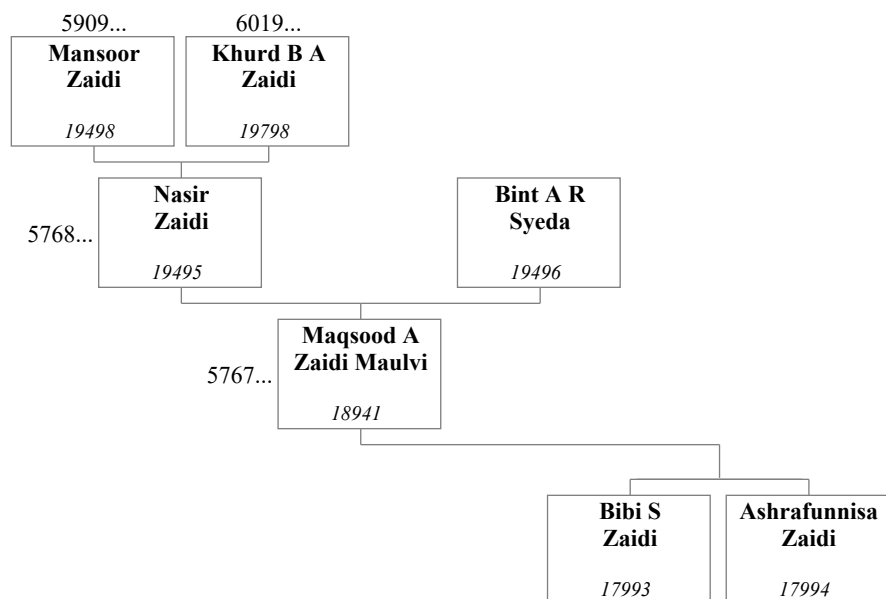 5909...
6019...
Mansoor
Zaidi
19498
Khurd B A
Zaidi
19798
5768...
Nasir
Zaidi
19495
Bint A R
Syeda
19496
5767...
Maqsood A
Zaidi Maulvi
18941
Bibi S
Zaidi
17993
Ashrafunnisa
Zaidi
17994